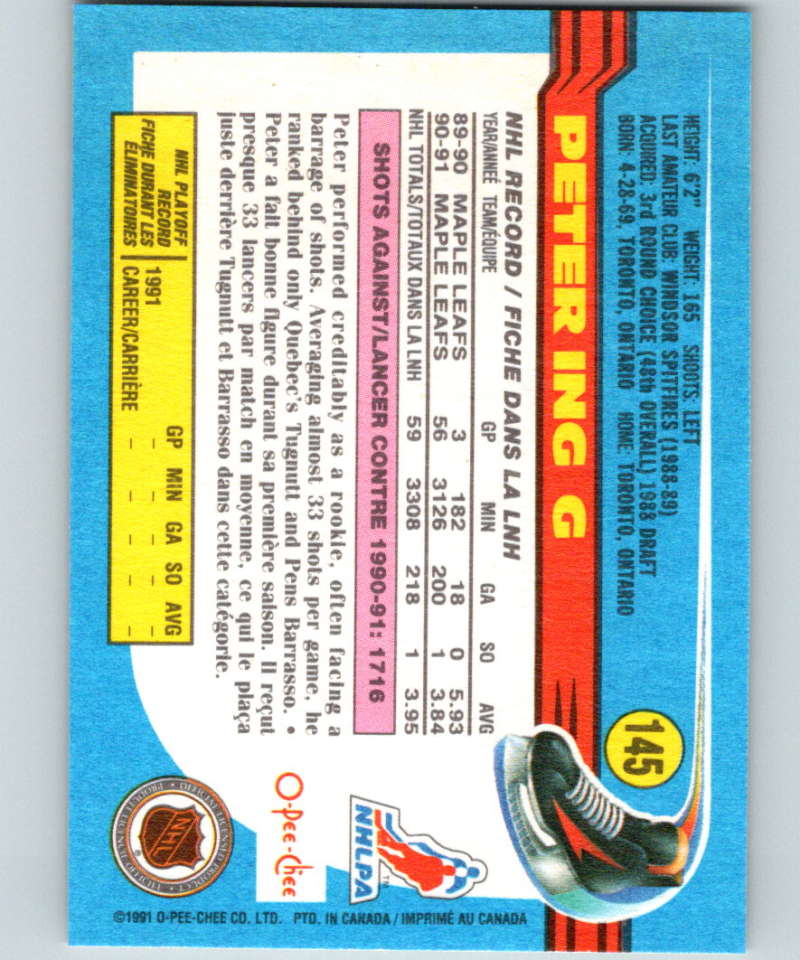 HEIGHT: 6'2" WEIGHT: 165 SHOOTS: LEFT
LAST AMATEUR CLUB: WINDSOR SPITFIRES (1988-89)
ACQUIRED: 3rd ROUND CHOICE (48th OVERALL) 1988 DRAFT
BORN: 4-28-69, TORONTO, ONTARIO HOME: TORONTO, ONTARIO
145
PETER ING G
NHL RECORD / FICHE DANS LA LNH
YEAR/ANNEÉ TEAM/ÉQUIPE GP MIN GA SO AVG
89-90 MAPLE LEAFS 3 182 18 0 5.93
90-91 MAPLE LEAFS 56 3126 200 1 3.84
NHL TOTALS/TOTAUX DANS LA LNH 59 3308 218 1 3.95
SHOTS AGAINST/LANCER CONTRE 1990-91: 1716
Peter performed creditably as a rookie, often facing a
barrage of shots. Averaging almost 33 shots per game, he
ranked behind only Quebec's Tugnutt and Pens Barrasso. •
Peter a fait bonne figure durant sa première saison. Il reçut
presque 33 lancers par match en moyenne, ce qui le plaça
juste derrière Tugnutt et Barrasso dans cette catégorie.
NHL PLAYOFF
RECORD
FICHE DURANT LES
ÉLIMINATOIRES
GP MIN GA SO AVG
1991 – – – – –
CAREER/CARRIÈRE – – – – –
NHLPA
TM
O-Pee-Chee
NHL
®
©1991 O-PEE-CHEE CO. LTD. PTD. IN CANADA / IMPRIMÉ AU CANADA